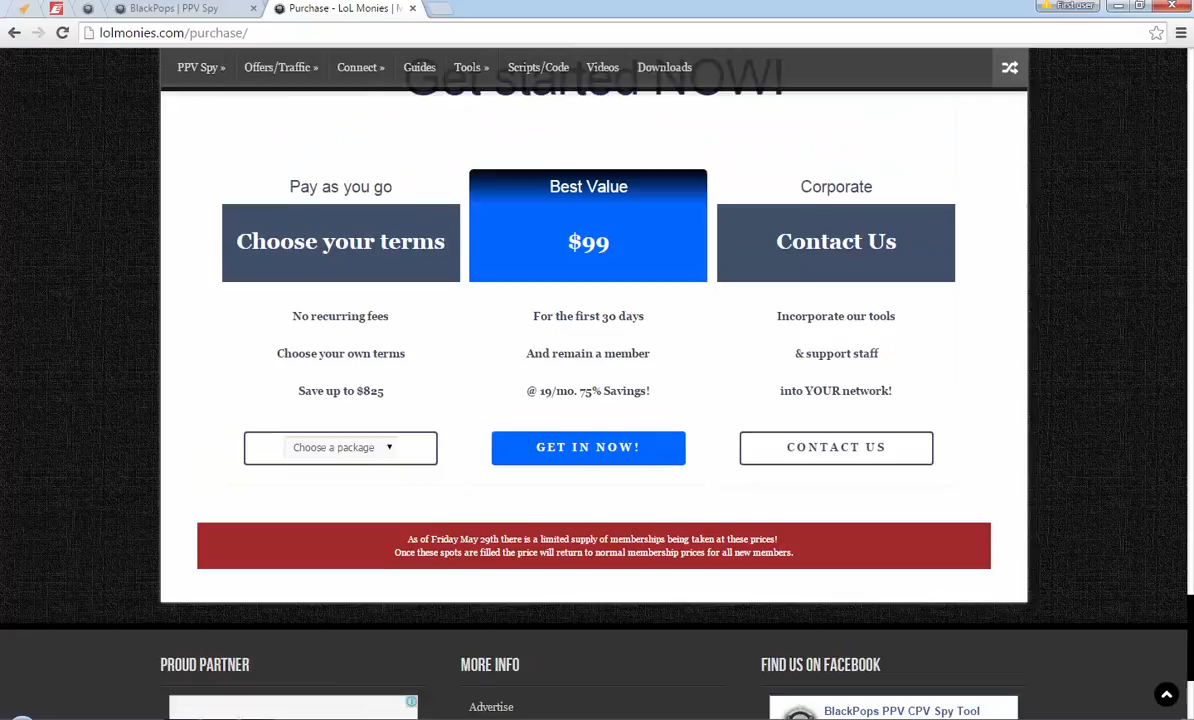 BlackPops | PPV Spy
Purchase - LoL Monies | M
First user
lolmonies.com/purchase/
PPV Spy »
Offers/Traffic »
Connect »
Guides
Tools »
Scripts/Code
Videos
Downloads
Get started NOW!
Pay as you go
Best Value
Corporate
Choose your terms
$99
Contact Us
No recurring fees
For the first 30 days
Incorporate our tools
Choose your own terms
And remain a member
& support staff
Save up to $825
@ 19/mo. 75% Savings!
into YOUR network!
Choose a package
GET IN NOW!
CONTACT US
As of Friday May 29th there is a limited supply of memberships being taken at these prices!
Once these spots are filled the price will return to normal membership prices for all new members.
PROUD PARTNER
MORE INFO
FIND US ON FACEBOOK
Advertise
BlackPops PPV CPV Spy Tool